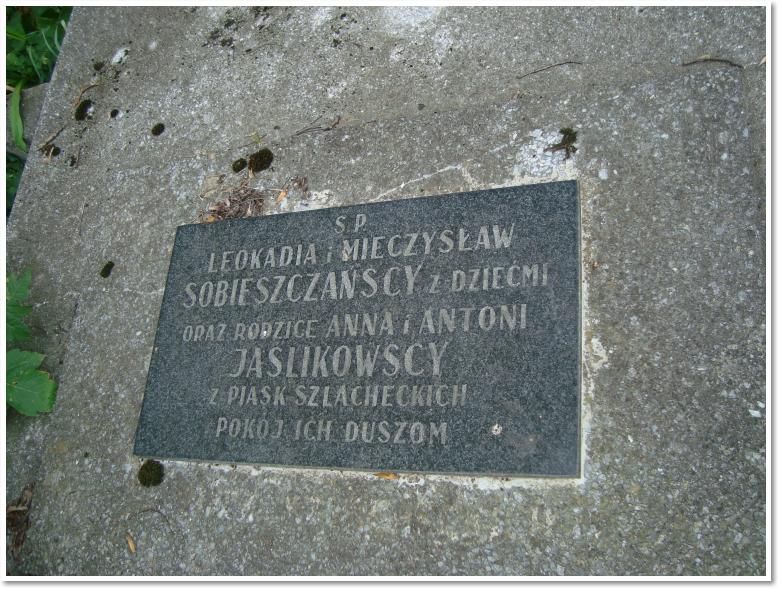 Ś.P.
LEOKADIA i MIECZYSŁAW
SOBIESZCZAŃSCY Z DZIEĆMI
ORAZ RODZICE ANNA i ANTONI
JAŚLIKOWSCY
Z PIASK SZLACHECKICH
POKÓJ ICH DUSZOM